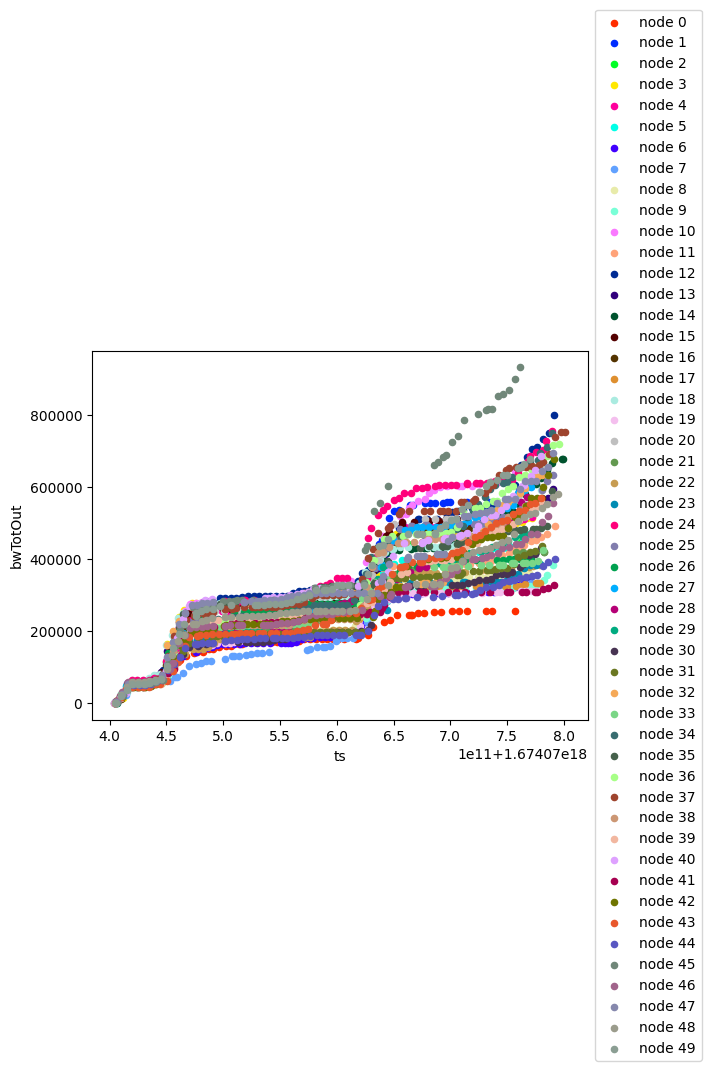 bwTotOut
800000
600000
400000
200000
0
4.0 4.5 5.0 5.5 6.0 6.5 7.0 7.5 8.0
ts
1e11+1.67407e18
node 0
node 1
node 2
node 3
node 4
node 5
node 6
node 7
node 8
node 9
node 10
node 11
node 12
node 13
node 14
node 15
node 16
node 17
node 18
node 19
node 20
node 21
node 22
node 23
node 24
node 25
node 26
node 27
node 28
node 29
node 30
node 31
node 32
node 33
node 34
node 35
node 36
node 37
node 38
node 39
node 40
node 41
node 42
node 43
node 44
node 45
node 46
node 47
node 48
node 49